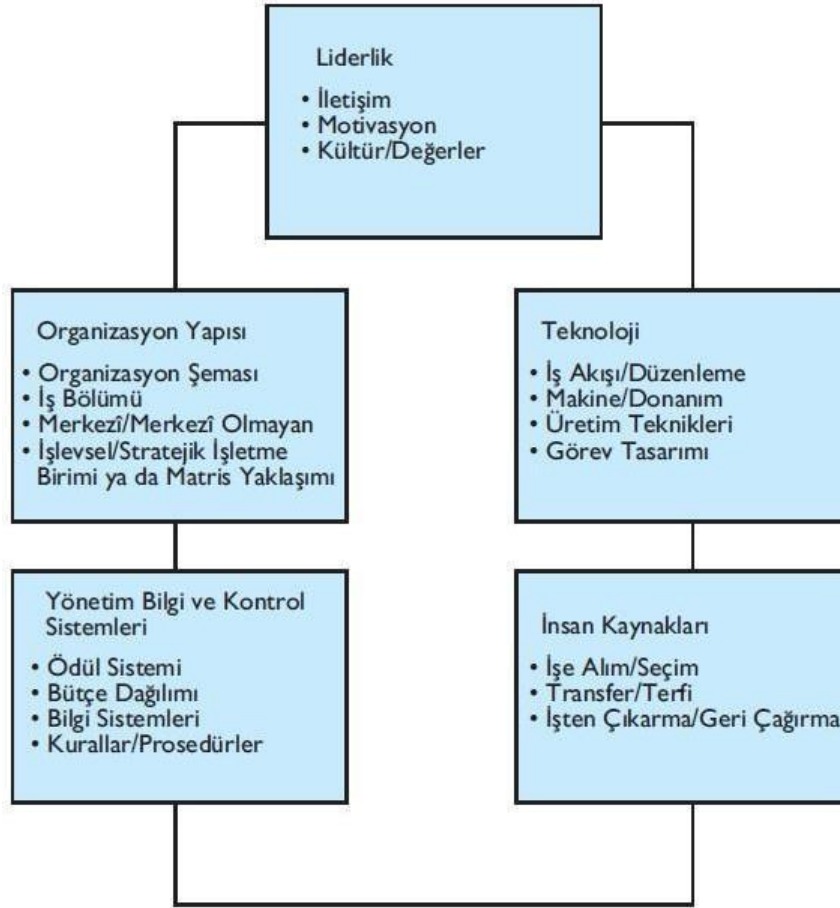 Liderlik
• İletişim
• Motivasyon
• Kültür/Değerler
Organizasyon Yapısı
• Organizasyon Şeması
• İş Bölümü
• Merkezî/Merkezî Olmayan
• İşlevsel/Stratejik İşletme
Birimi ya da Matris Yaklaşımı
Teknoloji
• İş Akışı/Düzenleme
• Makine/Donanım
• Üretim Teknikleri
• Görev Tasarımı
Yönetim Bilgi ve Kontrol
Sistemleri
• Ödül Sistemi
• Bütçe Dağılımı
• Bilgi Sistemleri
• Kurallar/Prosedürler
İnsan Kaynakları
• İşe Alım/Seçim
• Transfer/Terfi
• İşten Çıkarma/Geri Çağırma